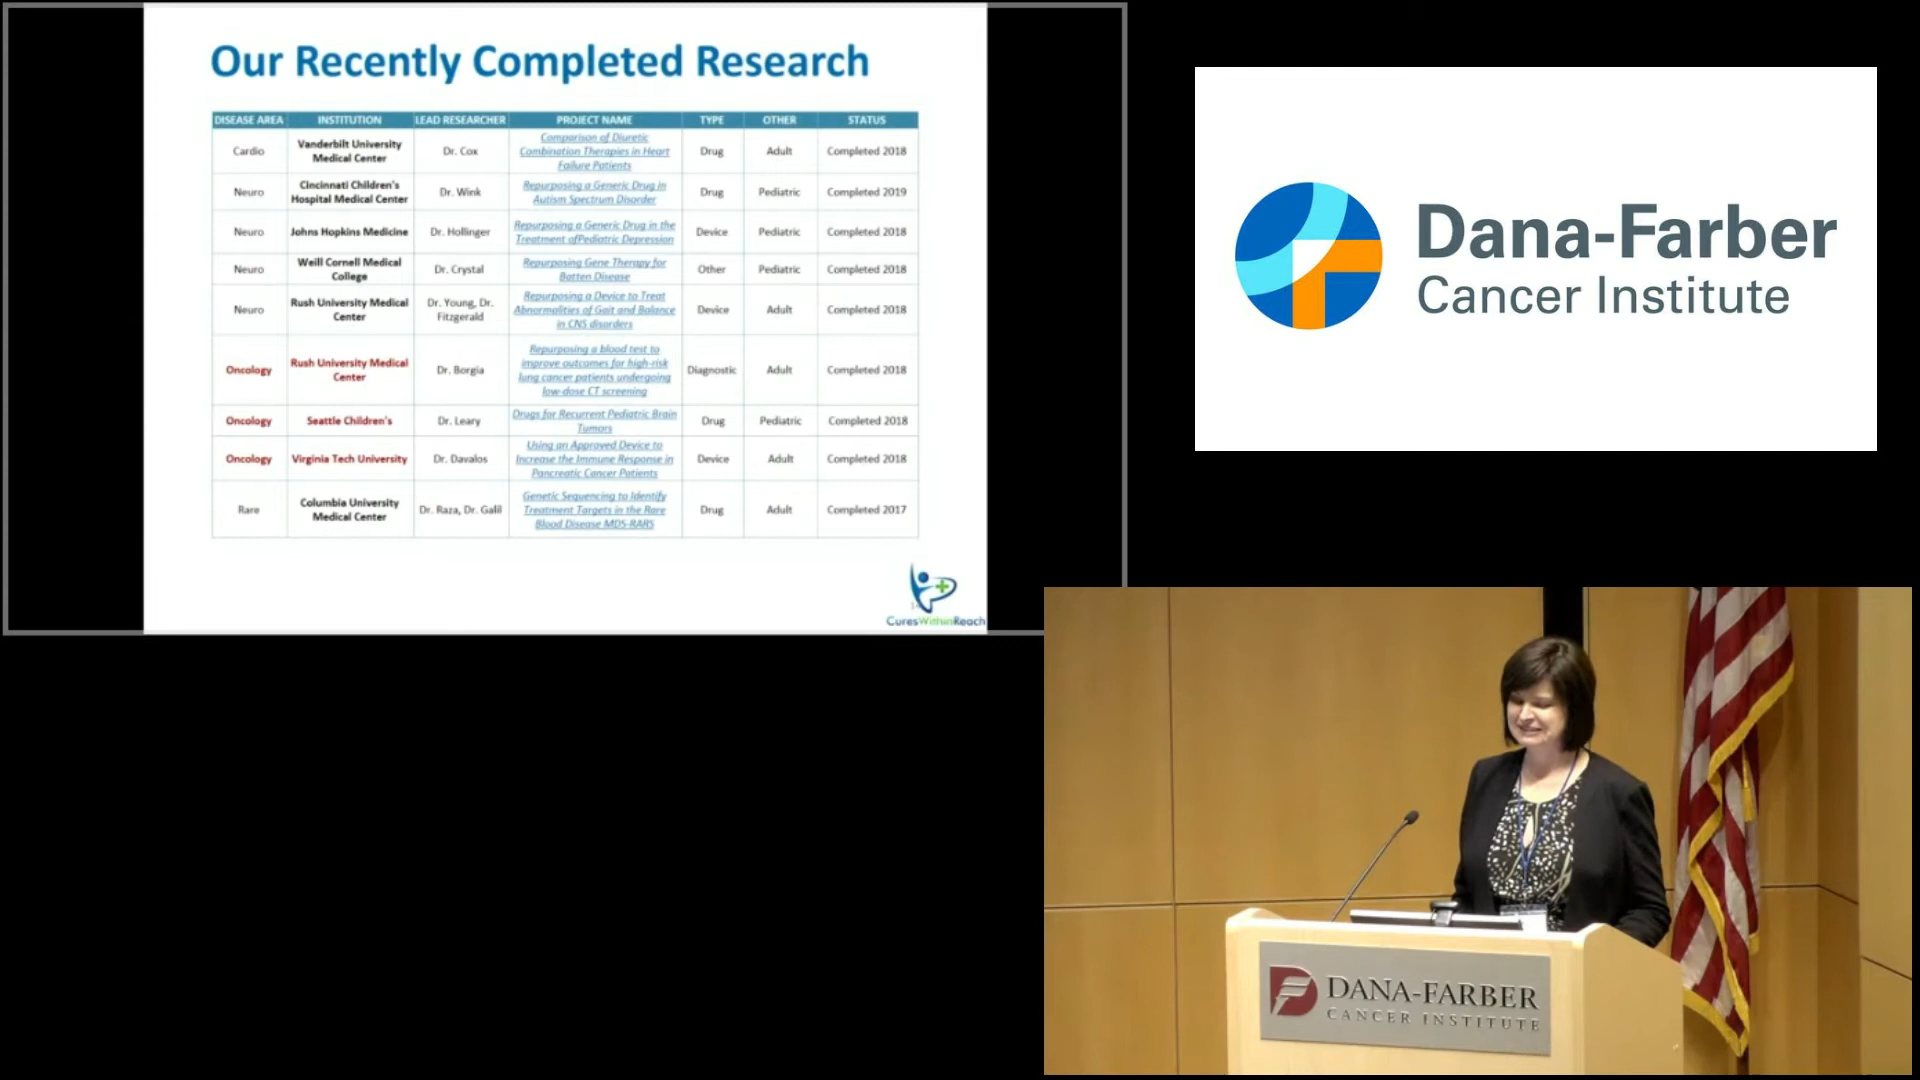 Our Recently Completed Research
DISEASE AREA INSTITUTION LEAD RESEARCHER PROJECT NAME TYPE OTHER STATUS
Cardio
Vanderbilt University
Medical Center
Dr. Cox
Comparison of Diuretic
Combination Therapies in Heart
Failure Patients
Drug
Adult
Completed 2018
Neuro
Cincinnati Children's
Hospital Medical Center
Dr. Wink
Repurposing a Generic Drug in
Autism Spectrum Disorder
Drug
Pediatric
Completed 2019
Neuro
Johns Hopkins Medicine
Dr. Hollinger
Repurposing a Generic Drug in the
Treatment ofPediatric Depression
Device
Pediatric
Completed 2018
Neuro
Weill Cornell Medical
College
Dr. Crystal
Repurposing Gene Therapy for
Batten Disease
Other
Pediatric
Completed 2018
Neuro
Rush University Medical
Center
Dr. Young, Dr.
Fitzgerald
Repurposing a Device to Treat
Abnormalities of Gait and Balance
in CNS disorders
Device
Adult
Completed 2018
Oncology
Rush University Medical
Center
Dr. Borgia
Repurposing a blood test to
improve outcomes for high-risk
lung cancer patients undergoing
low-dose CT screening
Diagnostic
Adult
Completed 2018
Oncology
Seattle Children's
Dr. Leary
Drugs for Recurrent Pediatric Brain
Tumors
Drug
Pediatric
Completed 2018
Oncology
Virginia Tech University
Dr. Davalos
Using an Approved Device to
Increase the Immune Response in
Pancreatic Cancer Patients
Device
Adult
Completed 2018
Rare
Columbia University
Medical Center
Dr. Raza, Dr. Galil
Genetic Sequencing to Identify
Treatment Targets in the Rare
Blood Disease MDS-RARS
Drug
Adult
Completed 2017
CuresWithinReach
Dana-Farber
Cancer Institute
DANA-FARBER
CANCER INSTITUTE